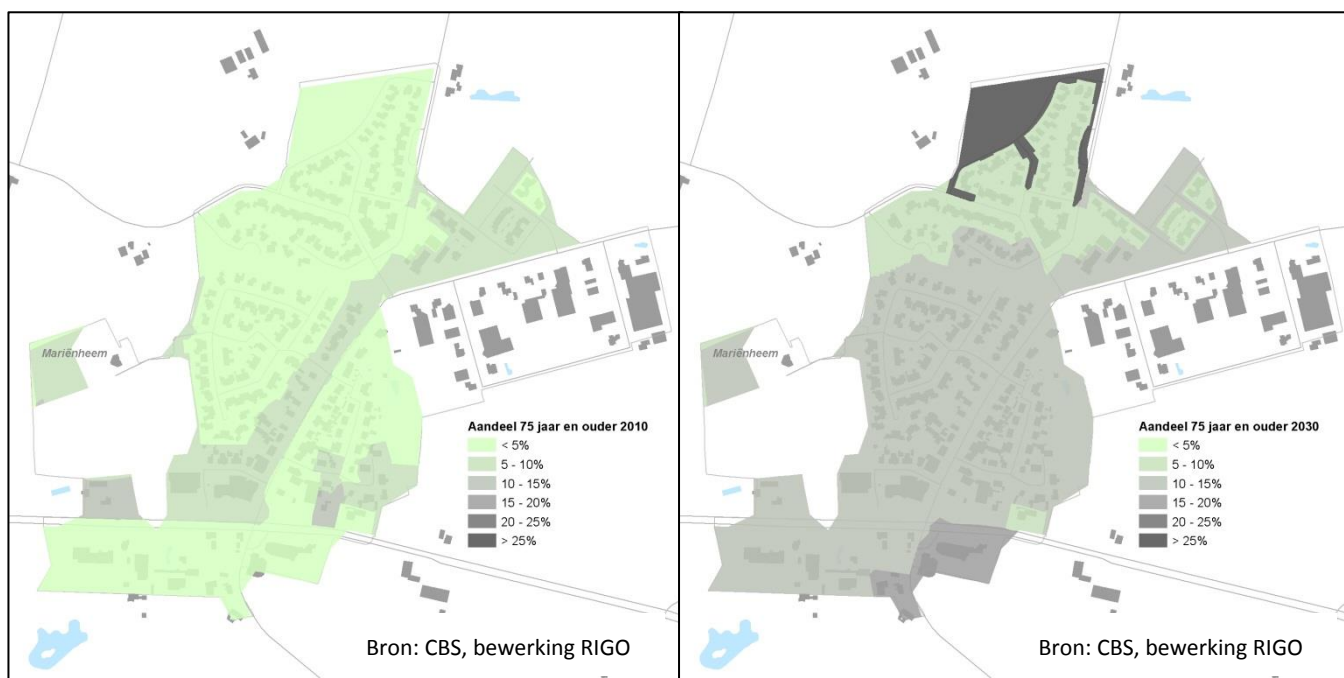 Mariënheem
Aandeel 75 jaar en ouder 2010
< 5%
5 - 10%
10 - 15%
15 - 20%
20 - 25%
> 25%
Bron: CBS, bewerking RIGO
Mariënheem
Aandeel 75 jaar en ouder 2030
< 5%
5 - 10%
10 - 15%
15 - 20%
20 - 25%
> 25%
Bron: CBS, bewerking RIGO